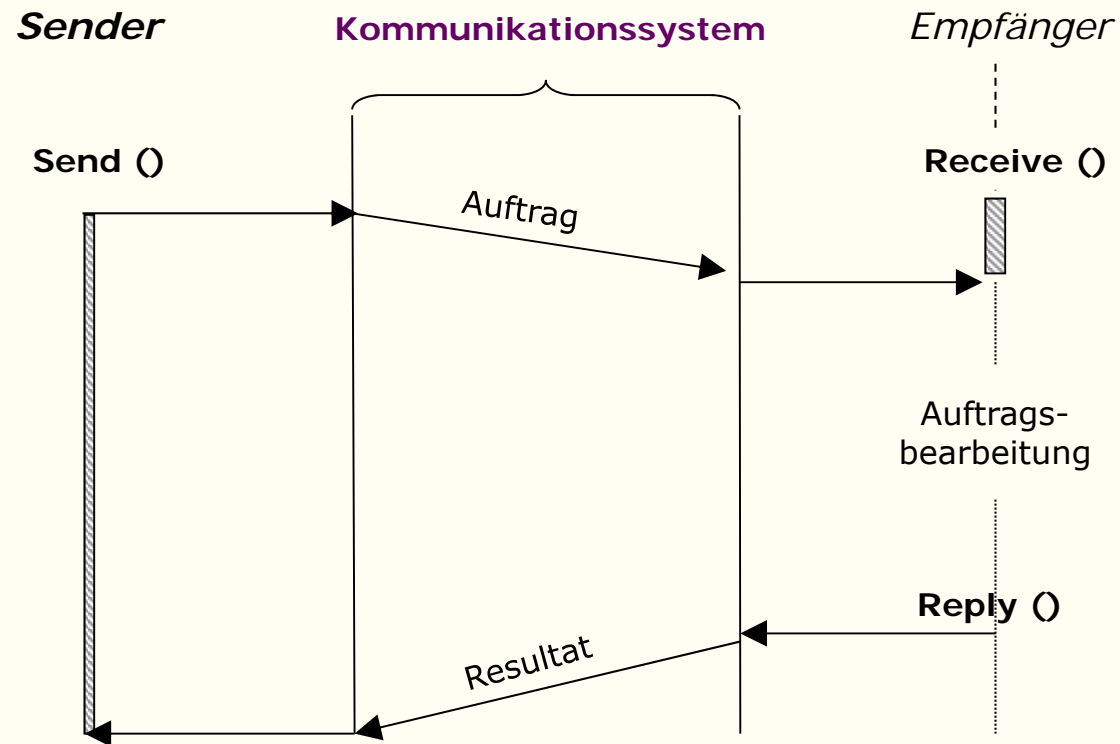 Sender
Kommunikationssystem
Empfänger
Send ()
Receive ()
Auftrag
Auftrags-
bearbeitung
Reply ()
Resultat